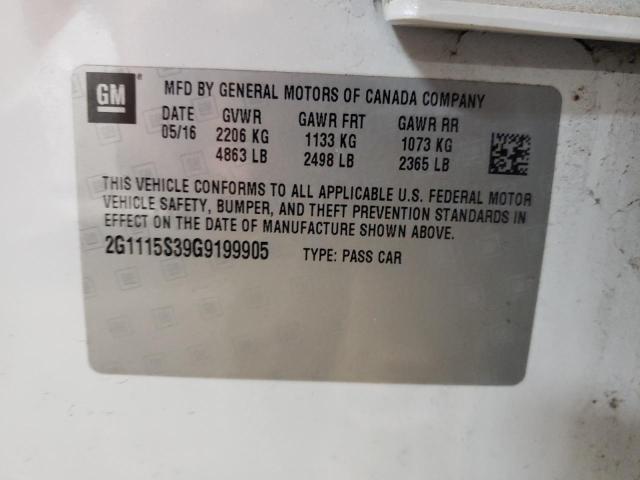 GM
MFD BY GENERAL MOTORS OF CANADA COMPANY
DATE GVWR GAWR FRT GAWR RR
05/16 2206 KG 1133 KG 1073 KG
4863 LB 2498 LB 2365 LB
THIS VEHICLE CONFORMS TO ALL APPLICABLE U.S. FEDERAL MOTOR
VEHICLE SAFETY, BUMPER, AND THEFT PREVENTION STANDARDS IN
EFFECT ON THE DATE OF MANUFACTURE SHOWN ABOVE.
2G1115S39G9199905 TYPE: PASS CAR